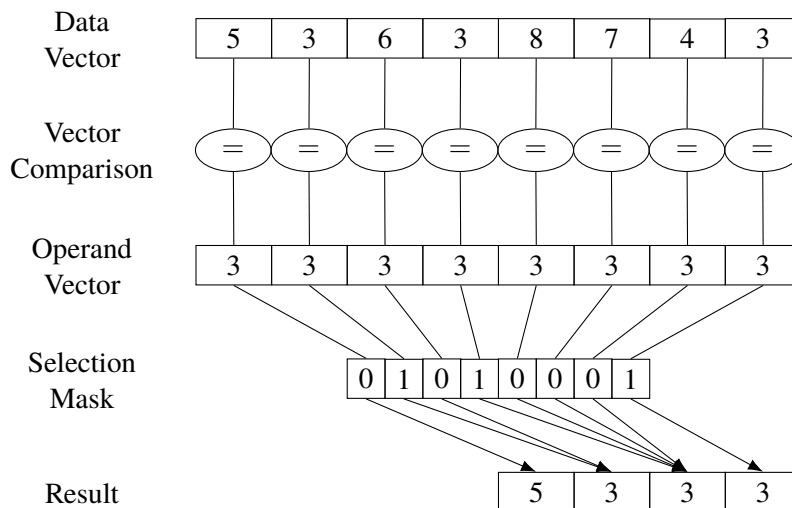 Data Vector 5 3 6 3 8 7 4 3
Vector Comparison = = = = = = = =
Operand Vector 3 3 3 3 3 3 3 3
Selection Mask 0 1 0 1 0 0 0 1
Result 5 3 3 3